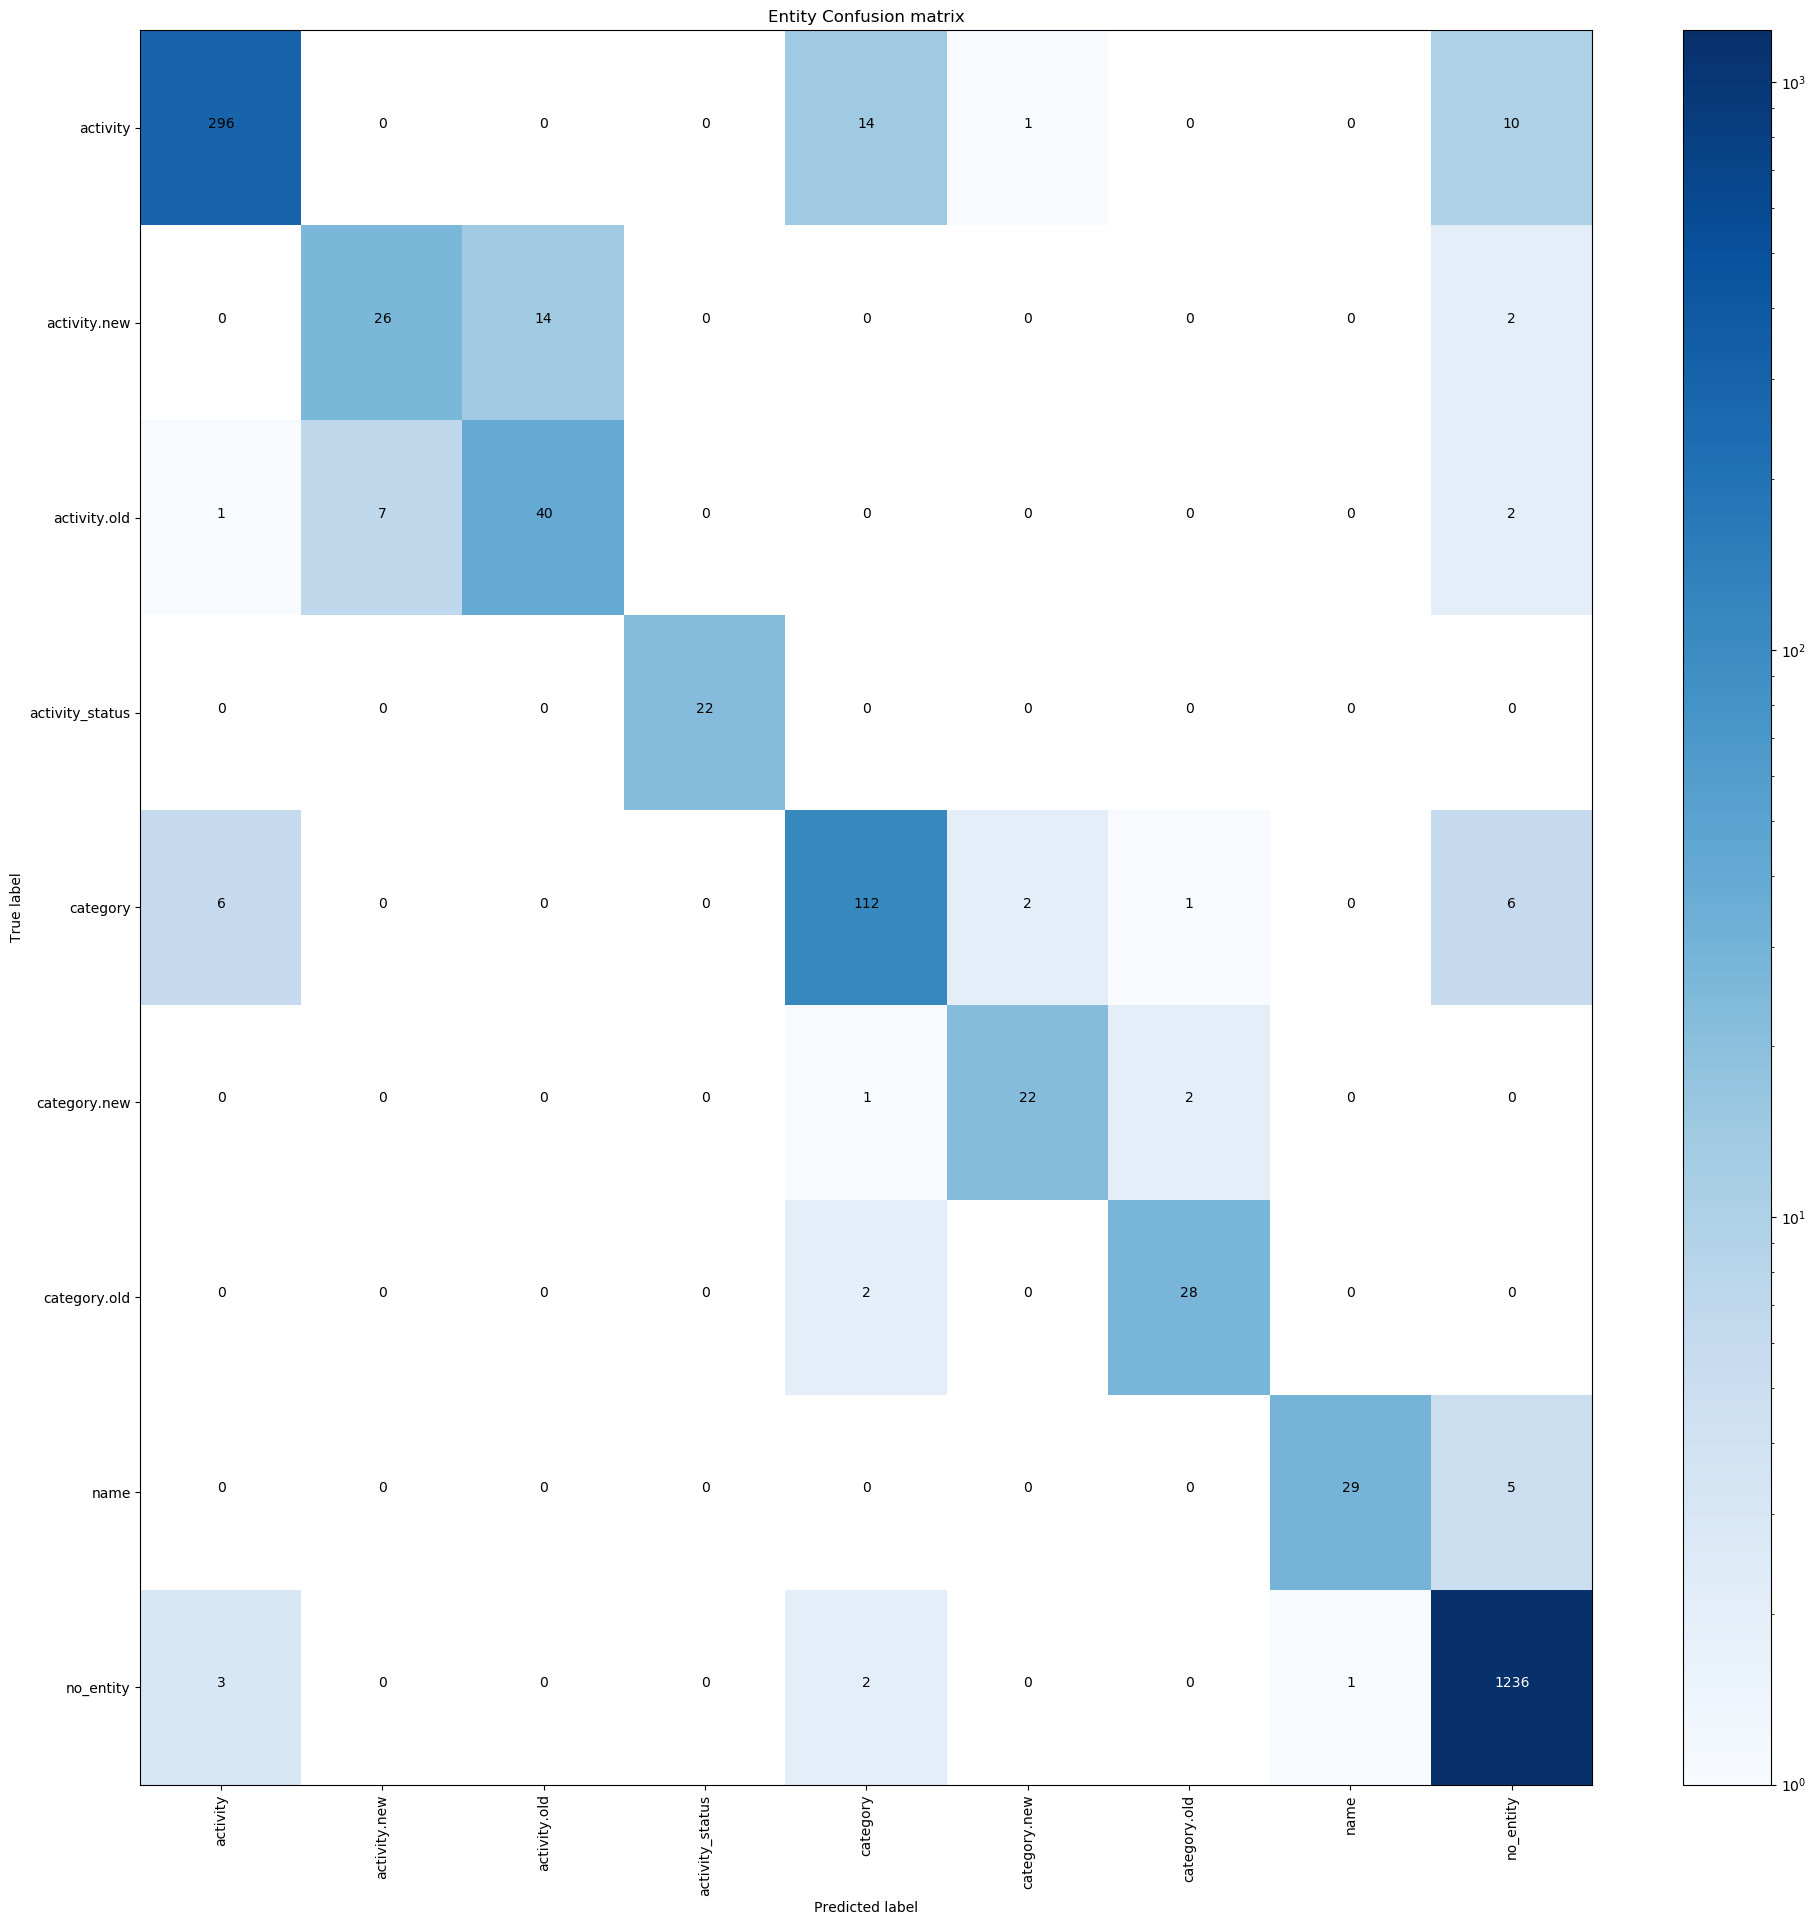 Entity Confusion matrix
activity 296 0 0 0 14 1 0 0 10
activity.new 0 26 14 0 0 0 0 0 2
activity.old 1 7 40 0 0 0 0 0 2
activity_status 0 0 0 22 0 0 0 0 0
category 6 0 0 0 112 2 1 0 6
category.new 0 0 0 0 1 22 2 0 0
category.old 0 0 0 0 2 0 28 0 0
name 0 0 0 0 0 0 0 29 5
no_entity 3 0 0 0 2 0 0 1 1236
True label
activity
activity.new
activity.old
activity_status
category
category.new
category.old
name
no_entity
Predicted label
10³
10²
10¹
10⁰